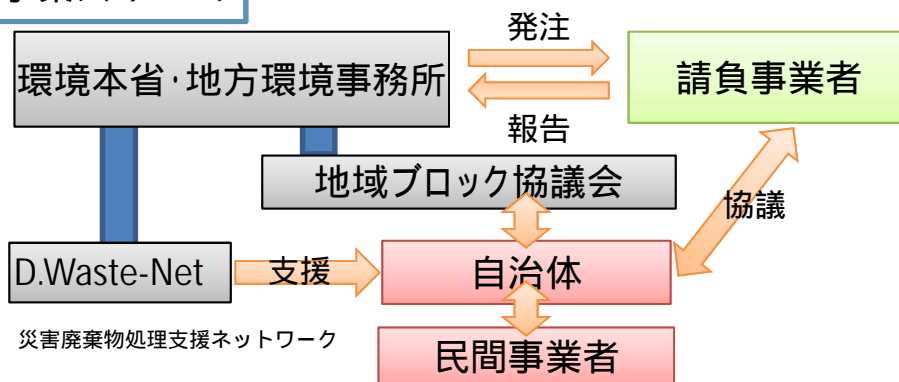 発注
環境本省・地方環境事務所
請負事業者
報告
地域ブロック協議会
協議
D.Waste-Net
支援
自治体
災害廃棄物処理支援ネットワーク
民間事業者